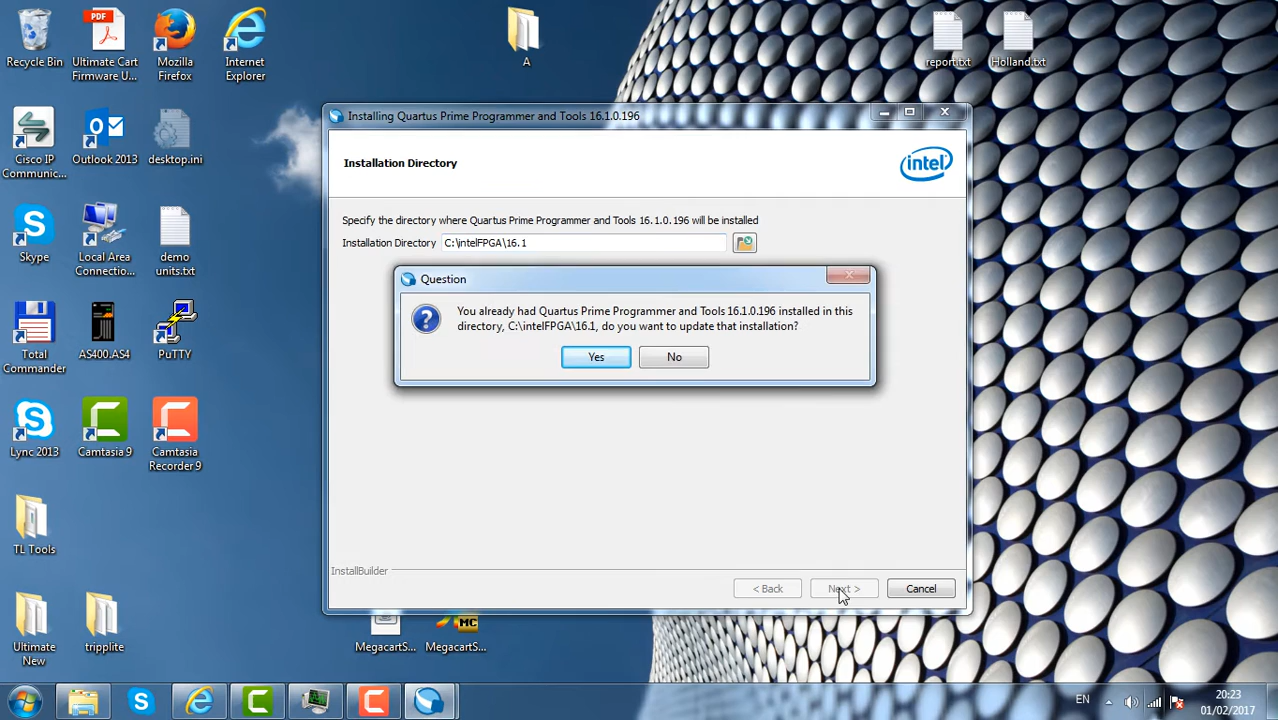 Recycle Bin
PDF
Ultimate Cart
Firmware U...
Mozilla
Firefox
Internet
Explorer
A
report.txt
Holland.txt
Cisco IP
Communic...
Outlook 2013
desktop.ini
Skype
Local Area
Connectio...
demo
units.txt
Total
Commander
AS400.AS4
PuTTY
Lync 2013
Camtasia 9
Camtasia
Recorder 9
TL Tools
Ultimate
New
tripplite
MegacartS...
MC
MegacartS...
Installing Quartus Prime Programmer and Tools 16.1.0.196
Installation Directory
intel
Specify the directory where Quartus Prime Programmer and Tools 16.1.0.196 will be installed
Installation Directory C:\intelFPGA\16.1
Question
You already had Quartus Prime Programmer and Tools 16.1.0.196 installed in this
directory, C:\intelFPGA\16.1, do you want to update that installation?
Yes No
InstallBuilder
< Back Next > Cancel
EN
20:23
01/02/2017